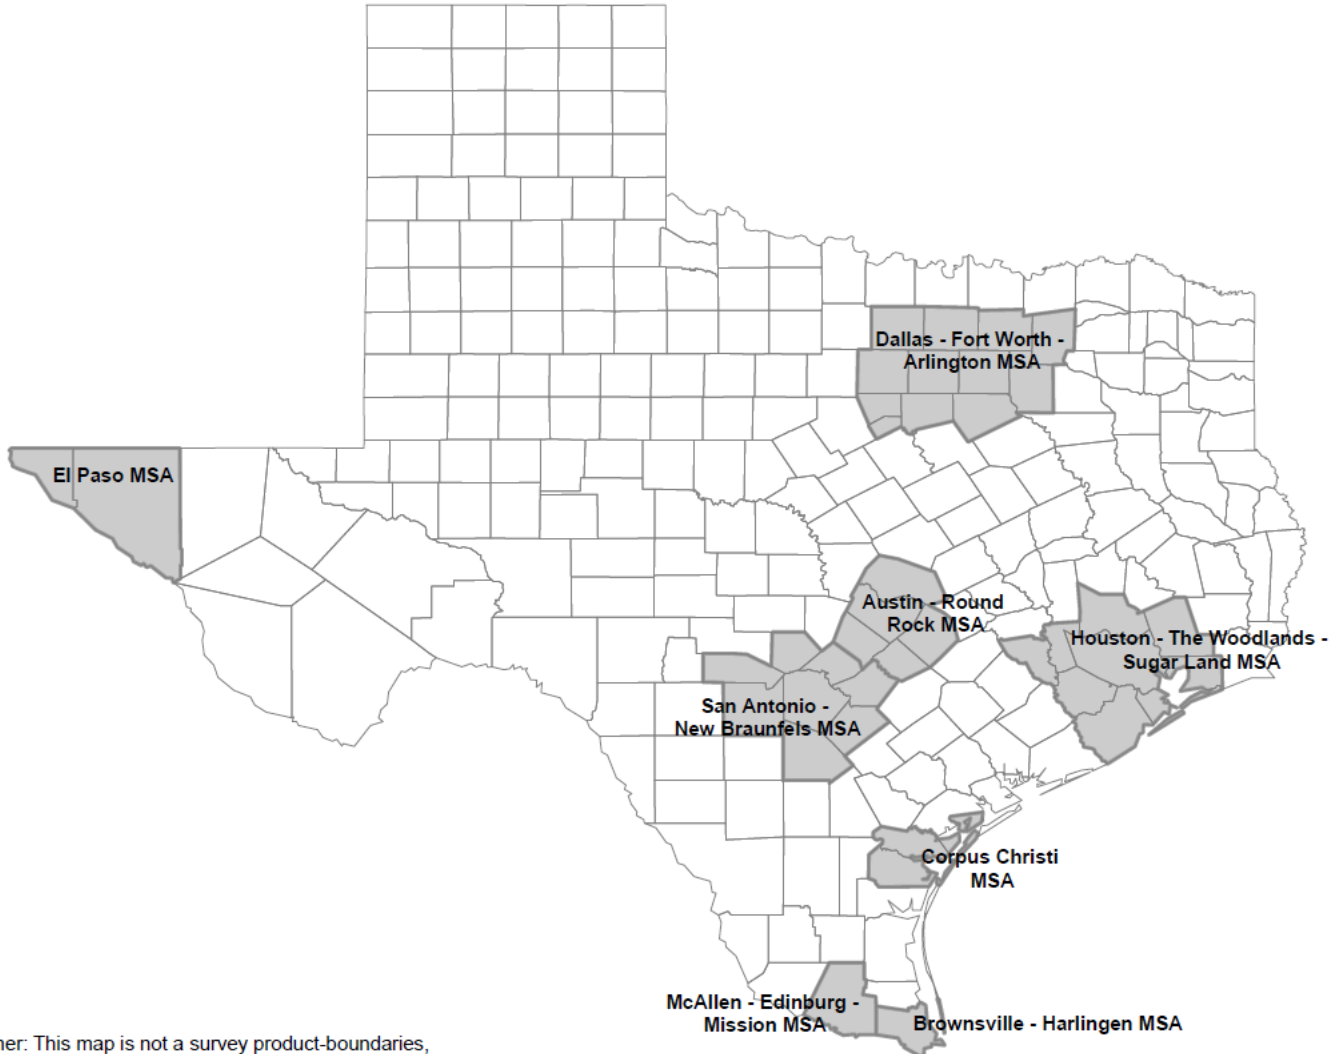 Dallas - Fort Worth -
Arlington MSA
El Paso MSA
Austin - Round
Rock MSA
Houston - The Woodlands -
Sugar Land MSA
San Antonio -
New Braunfels MSA
Corpus Christi
MSA
McAllen - Edinburg -
Mission MSA
Brownsville - Harlingen MSA
mer: This map is not a survey product-boundaries,